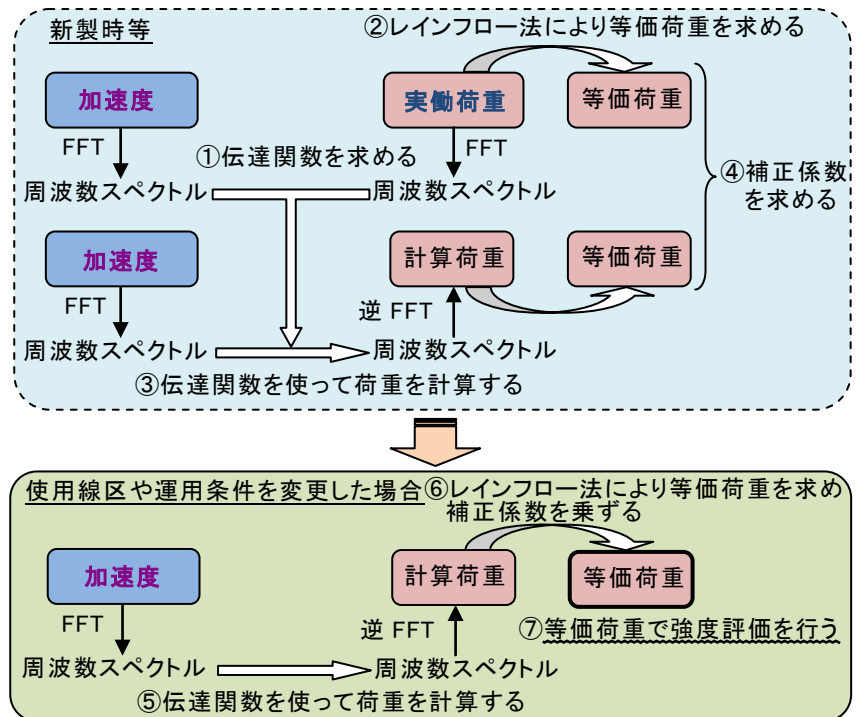 新製時等
②レインフロー法により等価荷重を求める
加速度
実働荷重
等価荷重
FFT
①伝達関数を求める
FFT
周波数スペクトル
周波数スペクトル
④補正係数
を求める
加速度
計算荷重
等価荷重
FFT
逆 FFT
周波数スペクトル
周波数スペクトル
③伝達関数を使って荷重を計算する
使用線区や運用条件を変更した場合
⑥レインフロー法により等価荷重を求め
補正係数を乗ずる
加速度
計算荷重
等価荷重
FFT
逆 FFT
⑦等価荷重で強度評価を行う
周波数スペクトル
周波数スペクトル
⑤伝達関数を使って荷重を計算する